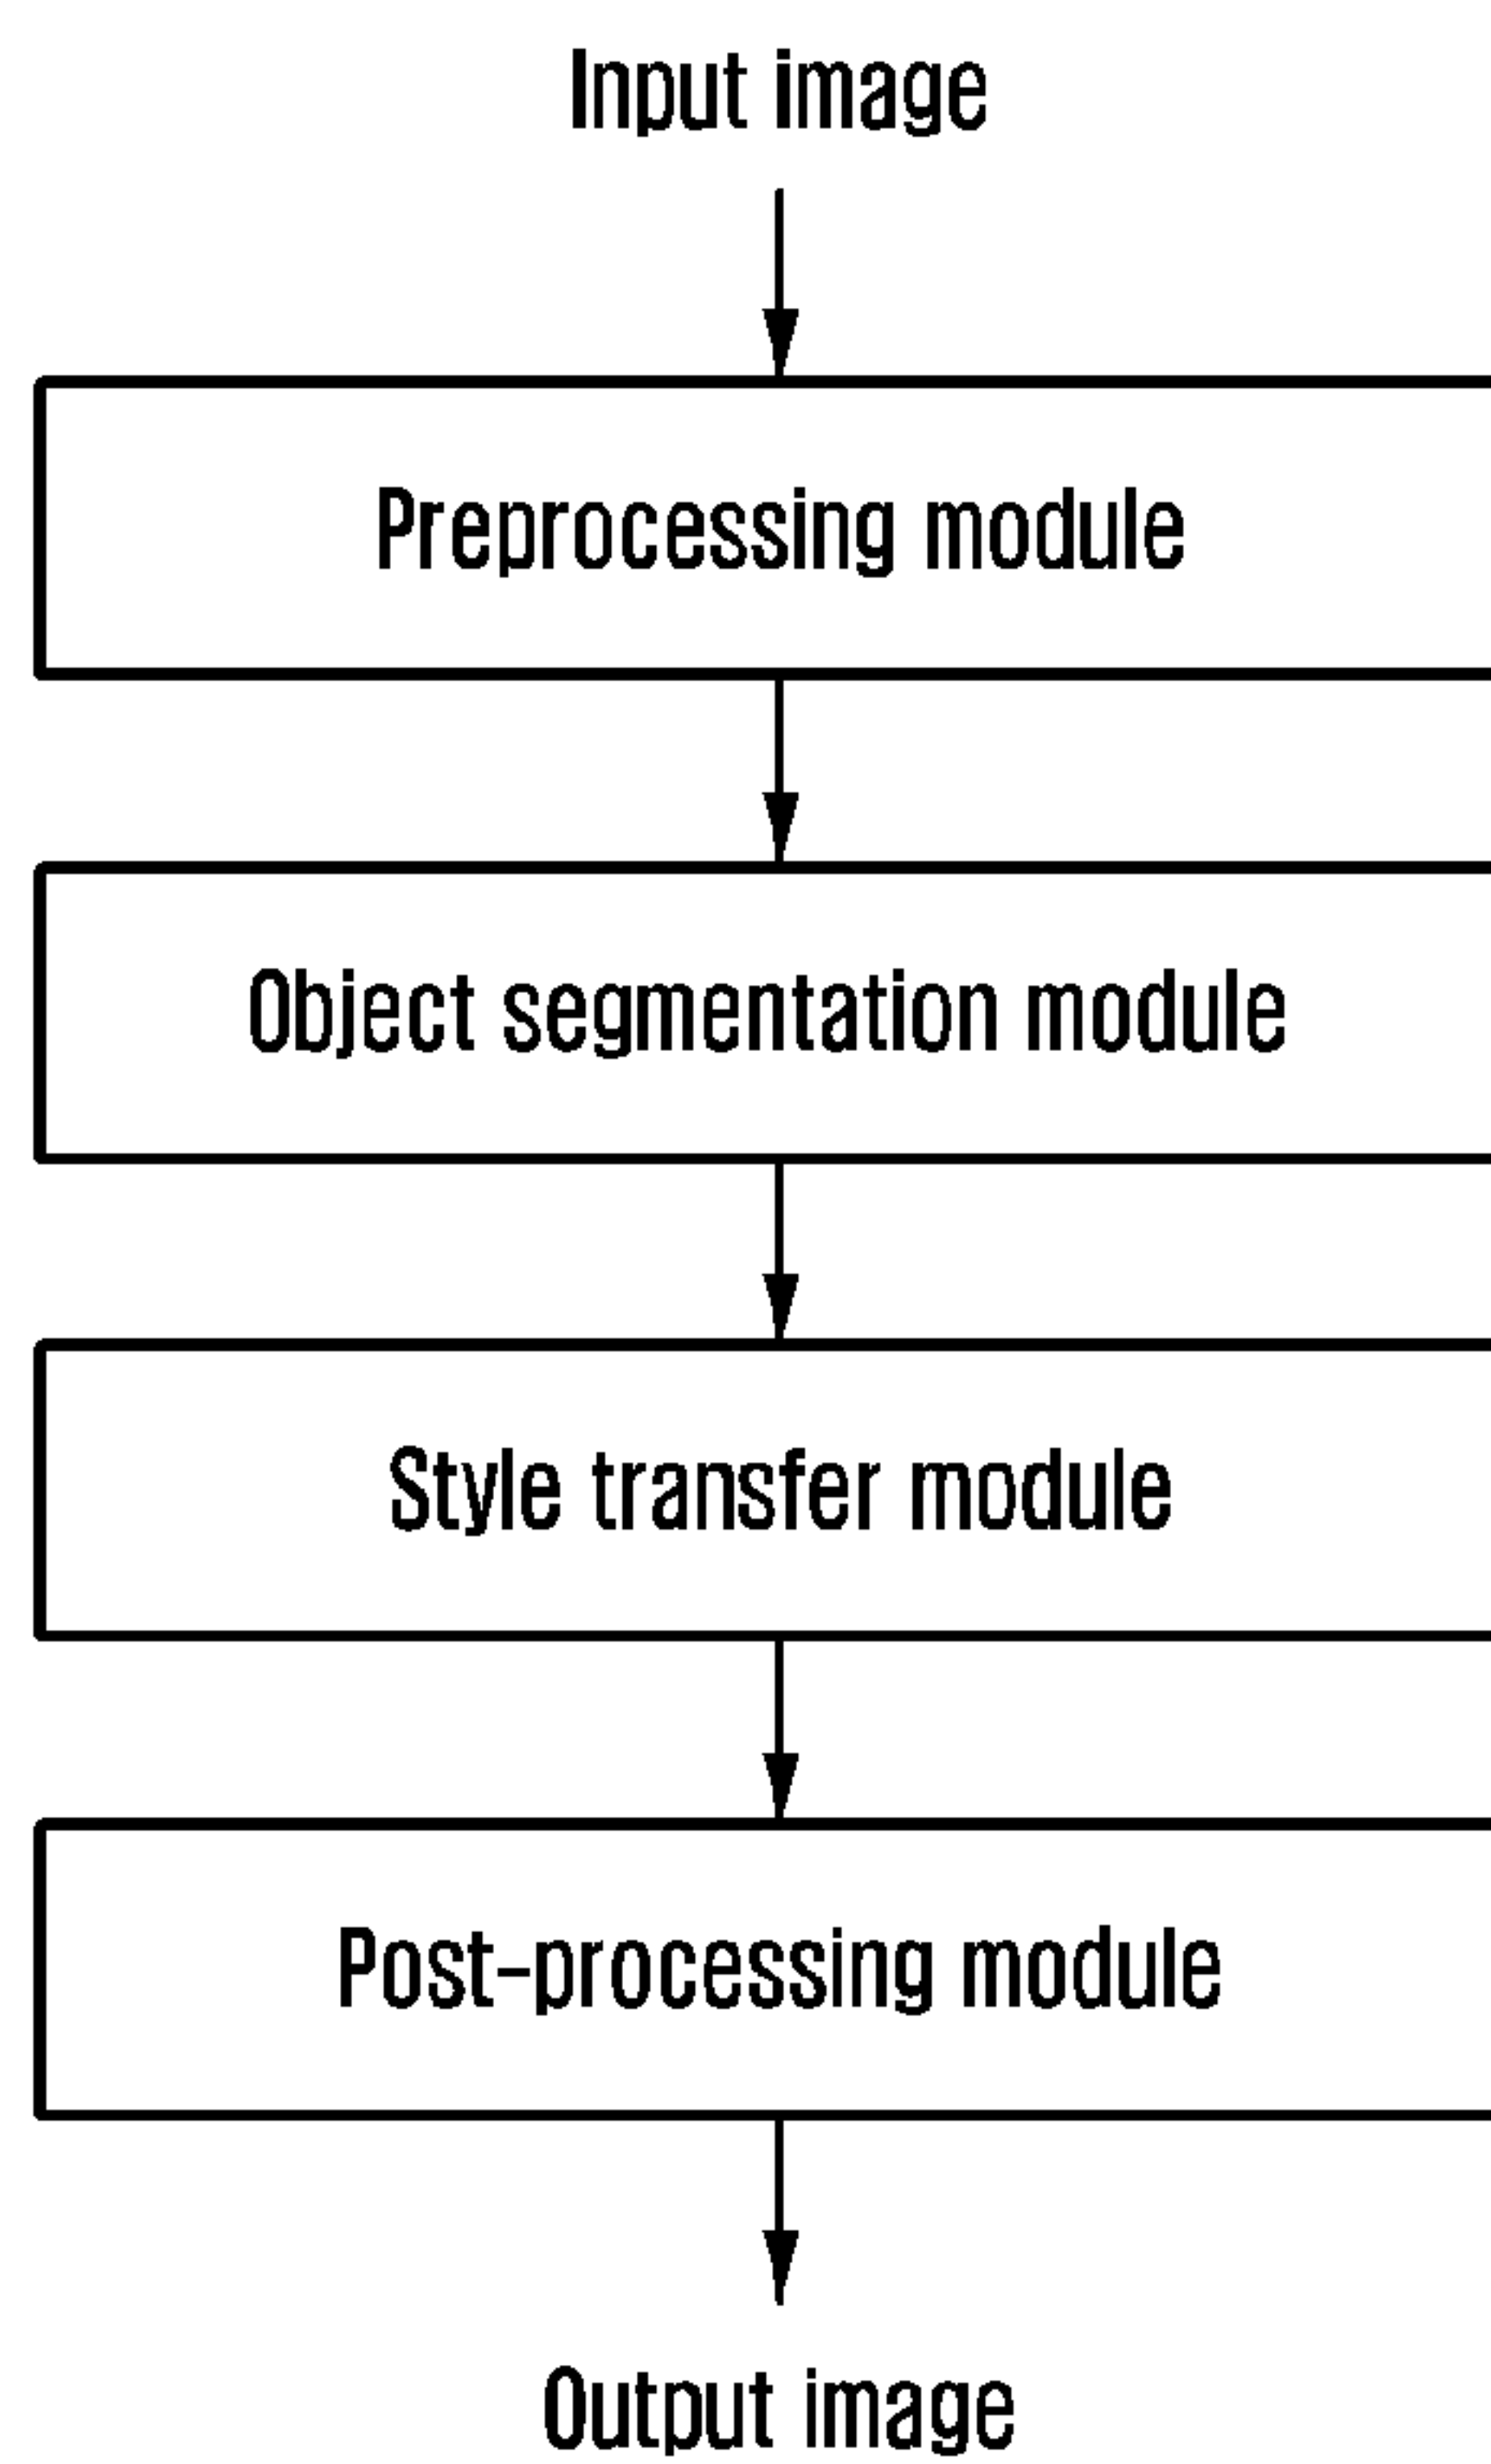 Input image
Preprocessing module
Object segmentation module
Style transfer module
Post-processing module
Output image